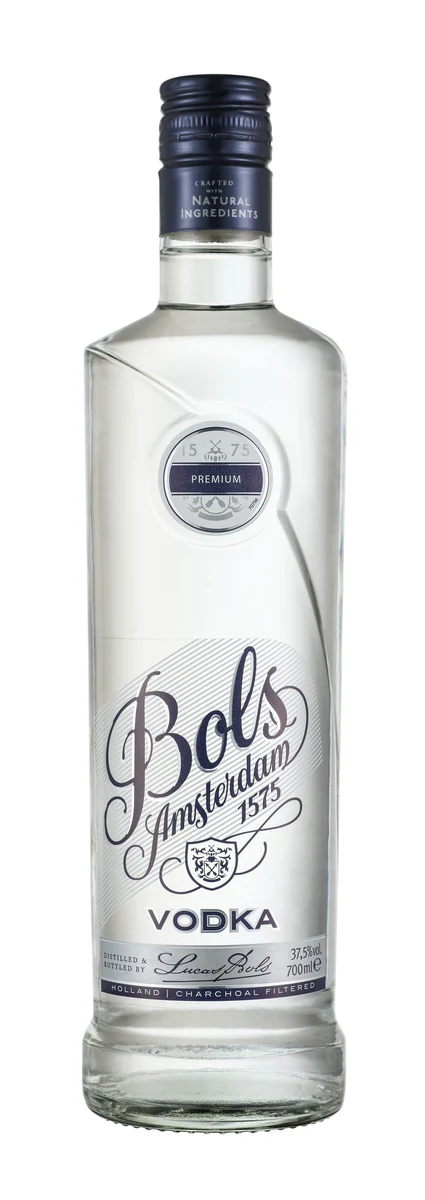 CRAFTED
WITH
NATURAL
INGREDIENTS
15 75
PREMIUM
Bols
Amsterdam
1575
VODKA
DISTILLED &
BOTTLED BY
Lucas Bols
37,5%vol.
700ml e
HOLLAND | CHARCHOAL FILTERED